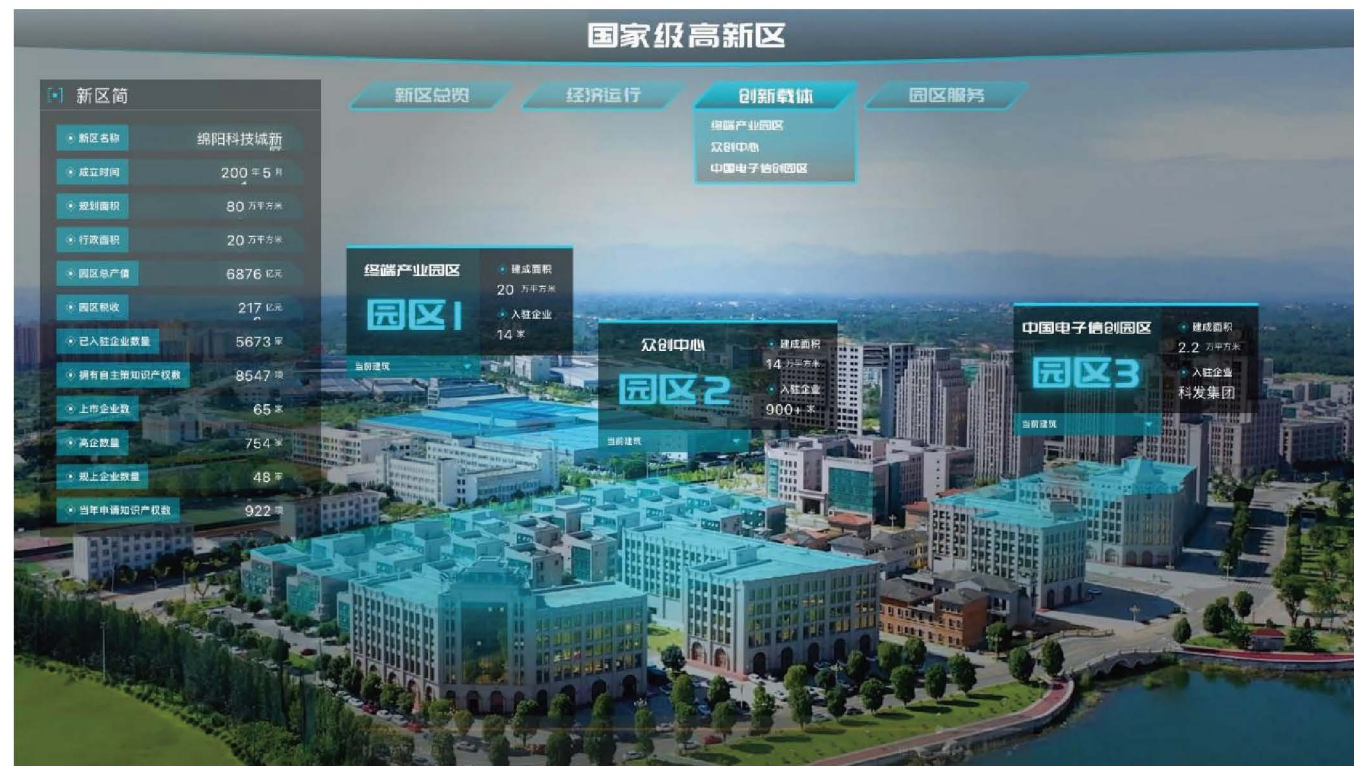 国家级高新区
新区总览 经济运行 创新载体 园区服务
终端产业园区
众创中心
中国电子信创园区
新区简
新区名称 绵阳科技城新
成立时间 200 年 5 月
规划面积 80 万平方米
行政面积 20 万平方米
园区总产值 6876 亿元
园区税收 217 亿元
已入驻企业数量 5673 家
拥有自主策知识产权数 8547 项
上市企业数 65 家
高企数量 754 家
规上企业数量 48 家
当年申请知识产权数 922 项
终端产业园区
园区1
建成面积
20 万平方米
入驻企业
14 家
当前建筑
众创中心
园区2
建成面积
14 万平方米
入驻企业
900+ 家
当前建筑
中国电子信创园区
园区3
建成面积
2.2 万平方米
入驻企业
科发集团
当前建筑